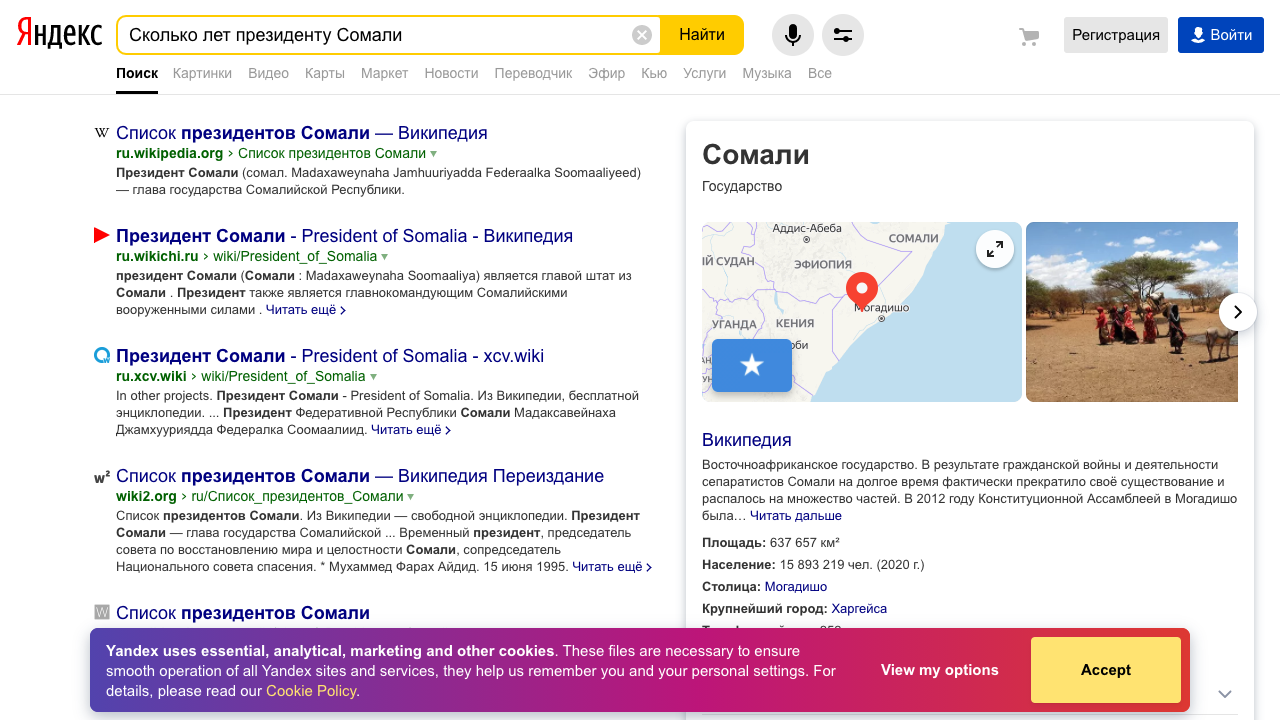 Яндекс
Сколько лет президенту Сомали
Найти
Регистрация
Войти
Поиск Картинки Видео Карты Маркет Новости Переводчик Эфир Кью Услуги Музыка Все
Список президентов Сомали — Википедия
ru.wikipedia.org › Список президентов Сомали
Президент Сомали (сомал. Madaxaweynaha Jamhuuriyadda Federaalka Soomaaliyeed)
— глава государства Сомалийской Республики.
Президент Сомали - President of Somalia - Википедия
ru.wikichi.ru › wiki/President_of_Somalia
президент Сомали (Сомали : Madaxaweynaha Soomaaliya) является главой штат из
Сомали . Президент также является главнокомандующим Сомалийскими
вооруженными силами . Читать ещё ›
Президент Сомали - President of Somalia - xcv.wiki
ru.xcv.wiki › wiki/President_of_Somalia
In other projects. Президент Сомали - President of Somalia. Из Википедии, бесплатной
энциклопедии. ... Президент Федеративной Республики Сомали Мадаксавейнаха
Джамхууриядда Федералка Соомаалиид. Читать ещё ›
Список президентов Сомали — Википедия Переиздание
wiki2.org › ru/Список_президентов_Сомали
Список президентов Сомали. Из Википедии — свободной энциклопедии. Президент
Сомали — глава государства Сомалийской ... Временный президент, председатель
совета по восстановлению мира и целостности Сомали, сопредседатель
Национального совета спасения. * Мухаммед Фарах Айдид. 15 июня 1995. Читать ещё ›
Список президентов Сомали
Сомали
Государство
Аддис-Абеба
СОМАЛИ
ЫЙ СУДАН
ЭФИОПИЯ
Могадишо
УГАНДА
КЕНИЯ
оби
Википедия
Восточноафриканское государство. В результате гражданской войны и деятельности
сепаратистов Сомали на долгое время фактически прекратило своё существование и
распалось на множество частей. В 2012 году Конституционной Ассамблеей в Могадишо
была… Читать дальше
Площадь: 637 657 км²
Население: 15 893 219 чел. (2020 г.)
Столица: Могадишо
Крупнейший город: Харгейса
Yandex uses essential, analytical, marketing and other cookies. These files are necessary to ensure
smooth operation of all Yandex sites and services, they help us remember you and your personal settings. For
details, please read our Cookie Policy.
View my options
Accept